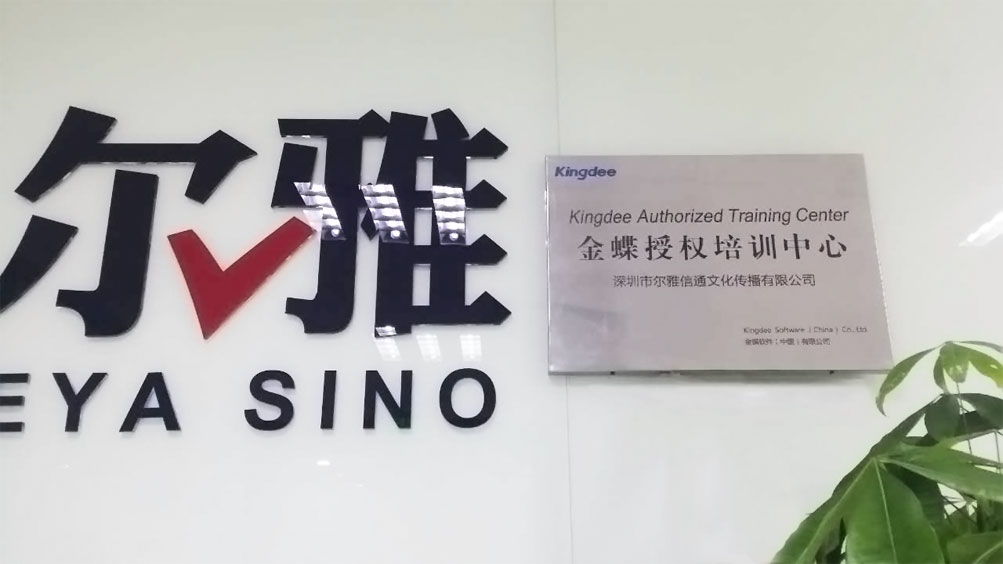 尔雅
EYA SINO
Kingdee
Kingdee Authorized Training Center
金蝶授权培训中心
深圳市尔雅信通文化传播有限公司
Kingdee Software (China) Co., Ltd.
金蝶软件(中国)有限公司